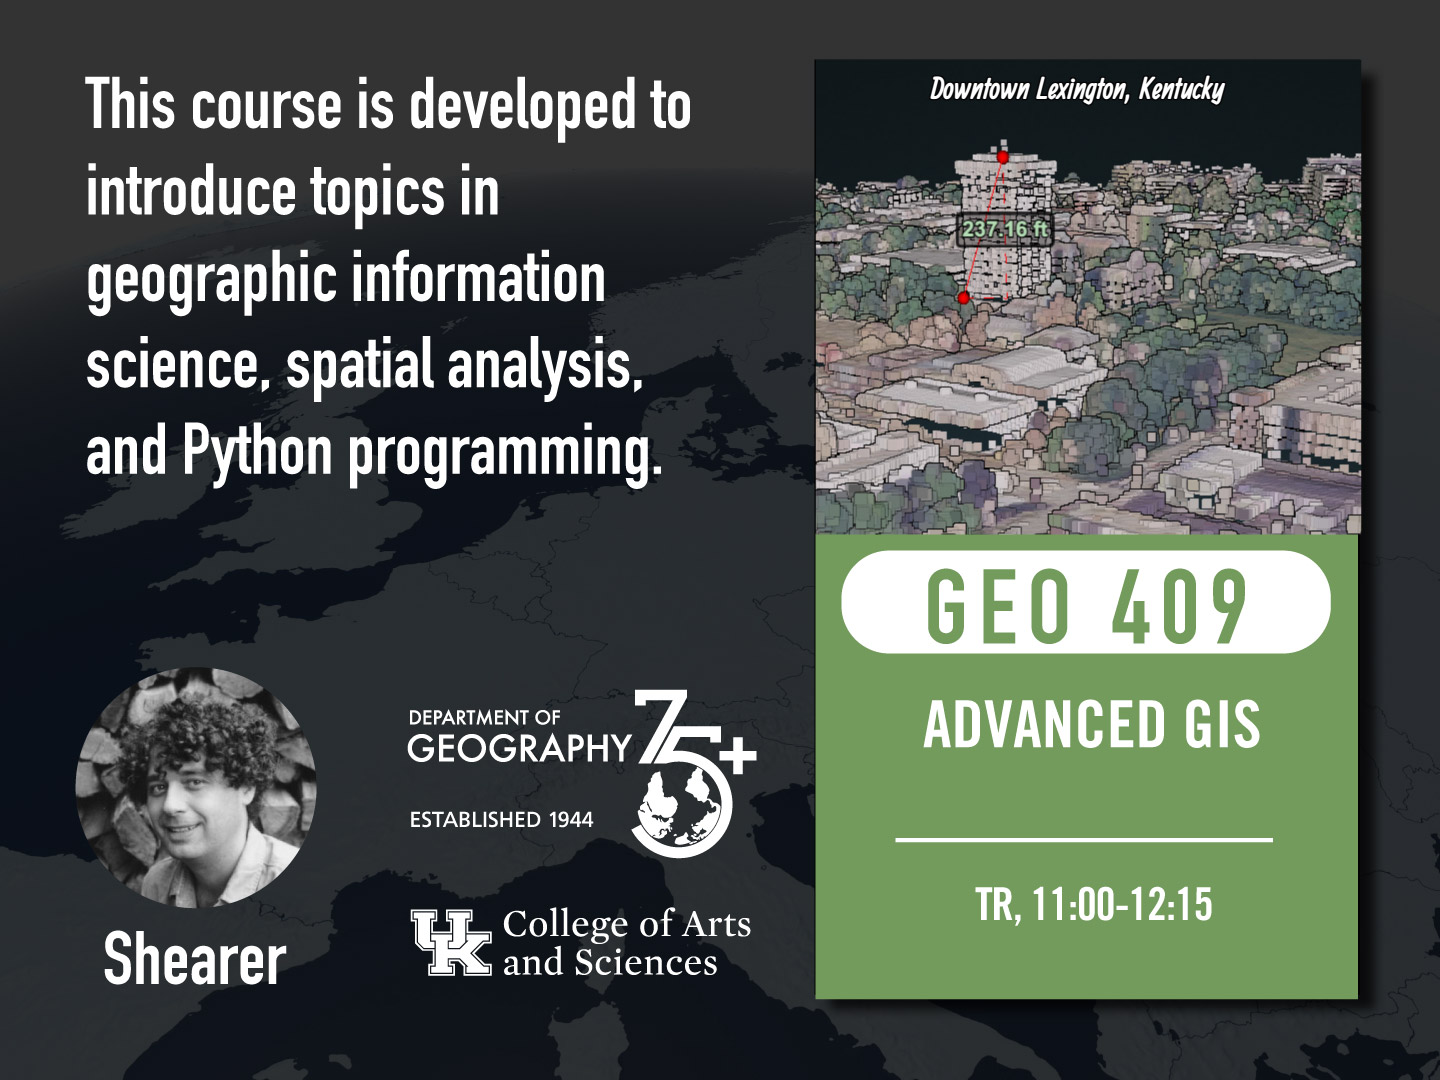 This course is developed to
introduce topics in
geographic information
science, spatial analysis,
and Python programming.
Shearer
DEPARTMENT OF
GEOGRAPHY
75+
ESTABLISHED 1944
UK
College of Arts
and Sciences
Downtown Lexington, Kentucky
237.16 ft
GEO 409
ADVANCED GIS
TR, 11:00-12:15